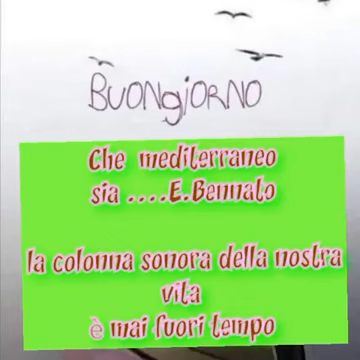 BUONgiORNO
Che mediterraneo
sia ....E.Bennato
la colonna sonora della nostra
vita
è mai fuori tempo